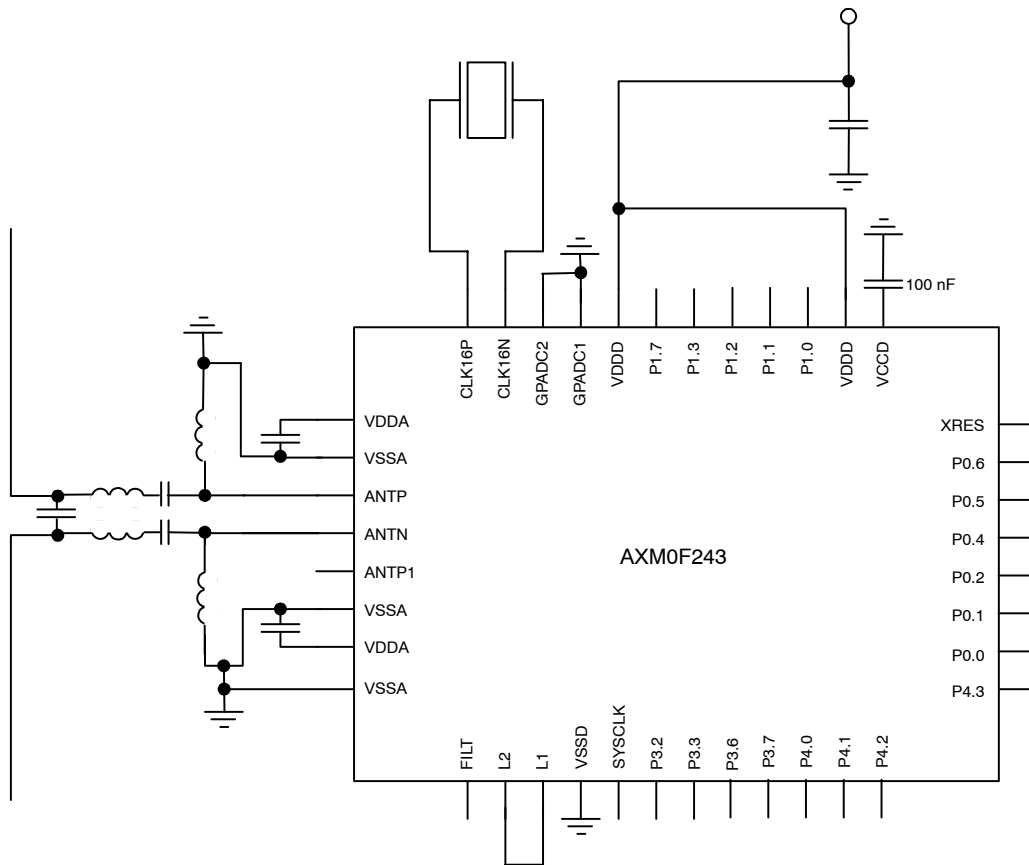 100 nF
CLK16P
CLK16N
GPADC2
GPADC1
VDDD
P1.7
P1.3
P1.2
P1.1
P1.0
VDDD
VCCD
VDDA
VSSA
ANTP
ANTN
ANTP1
VSSA
VDDA
VSSA
AXM0F243
XRES
P0.6
P0.5
P0.4
P0.2
P0.1
P0.0
P4.3
FILT
L2
L1
VSSD
SYSCLK
P3.2
P3.3
P3.6
P3.7
P4.0
P4.1
P4.2